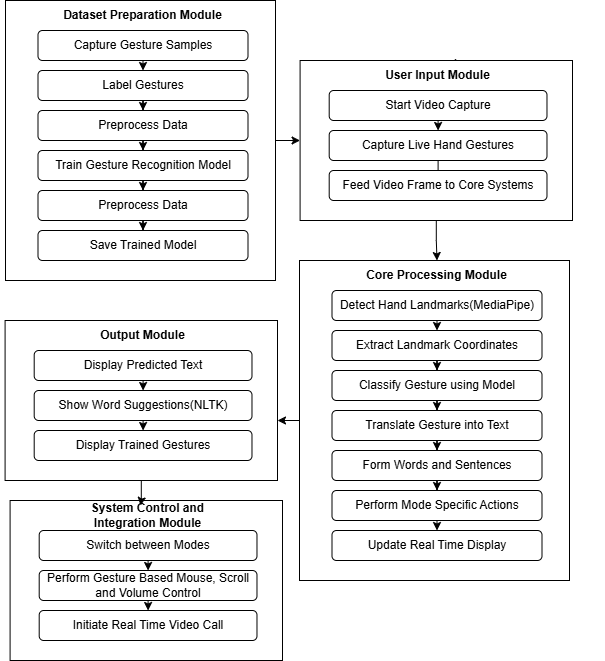 Dataset Preparation Module
Capture Gesture Samples
Label Gestures
Preprocess Data
Train Gesture Recognition Model
Preprocess Data
Save Trained Model
User Input Module
Start Video Capture
Capture Live Hand Gestures
Feed Video Frame to Core Systems
Core Processing Module
Detect Hand Landmarks(MediaPipe)
Extract Landmark Coordinates
Classify Gesture using Model
Translate Gesture into Text
Form Words and Sentences
Perform Mode Specific Actions
Update Real Time Display
Output Module
Display Predicted Text
Show Word Suggestions(NLTK)
Display Trained Gestures
System Control and
Integration Module
Switch between Modes
Perform Gesture Based Mouse, Scroll
and Volume Control
Initiate Real Time Video Call